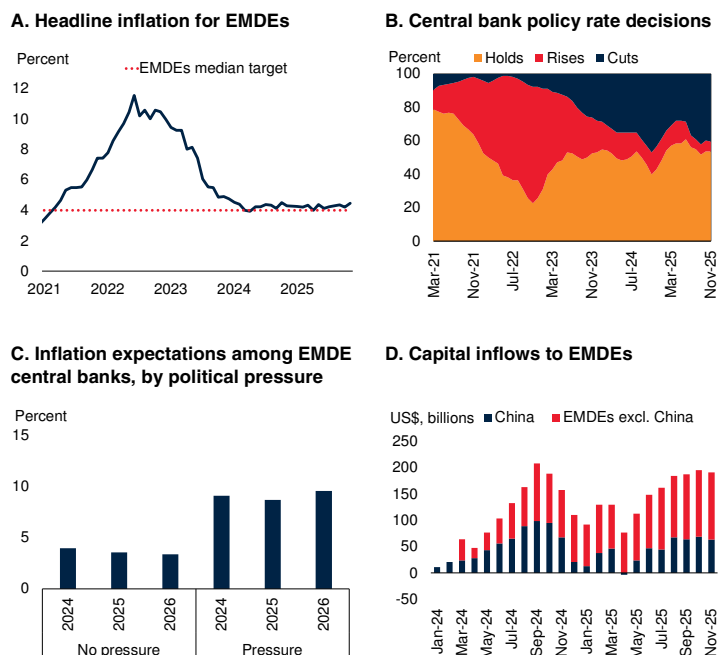 A. Headline inflation for EMDEs
Percent
EMDEs median target
12
10
8
6
4
2
0
2021 2022 2023 2024 2025
B. Central bank policy rate decisions
Percent
Holds Rises Cuts
100
80
60
40
20
0
Mar-21 Nov-21 Jul-22 Mar-23 Nov-23 Jul-24 Mar-25 Nov-25
C. Inflation expectations among EMDE
central banks, by political pressure
Percent
15
10
5
0
2024 2025 2026 2024 2025 2026
No pressure Pressure
D. Capital inflows to EMDEs
US$, billions China EMDEs excl. China
250
200
150
100
50
0
-50
Jan-24 Mar-24 May-24 Jul-24 Sep-24 Nov-24 Jan-25 Mar-25 May-25 Jul-25 Sep-25 Nov-25